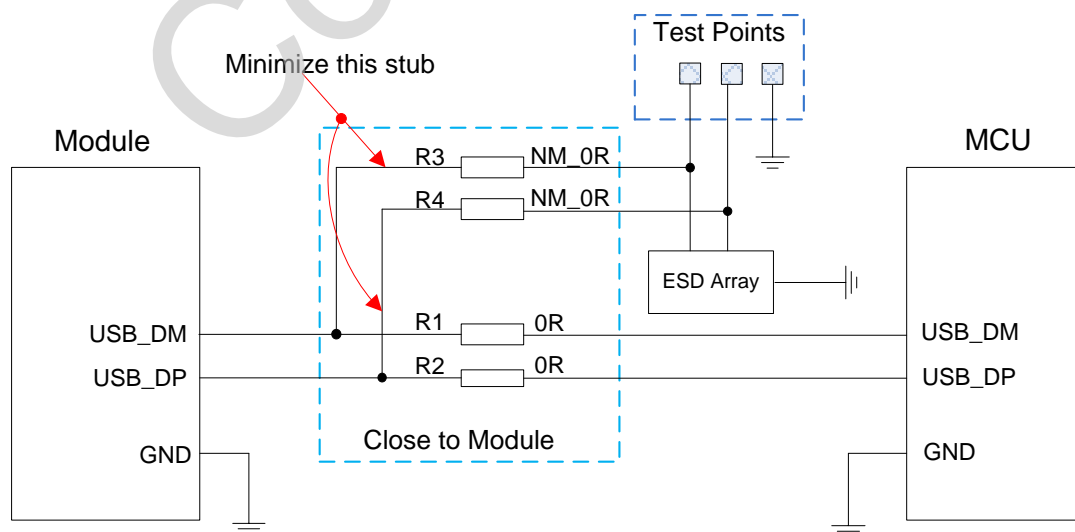 Test Points
Minimize this stub
Module
MCU
R3 NM_0R
R4 NM_0R
ESD Array
USB_DM R1 0R USB_DM
USB_DP R2 0R USB_DP
Close to Module
GND GND